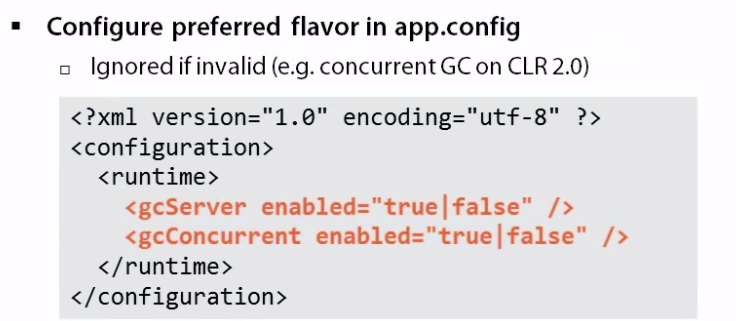 ▪ Configure preferred flavor in app.config
▫ Ignored if invalid (e.g. concurrent GC on CLR 2.0)
<?xml version="1.0" encoding="utf-8" ?>
<configuration>
<runtime>
<gcServer enabled="true|false" />
<gcConcurrent enabled="true|false" />
</runtime>
</configuration>